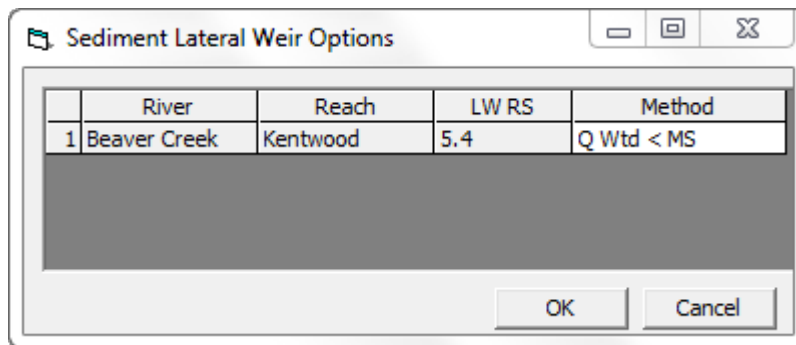 Sediment Lateral Weir Options
River Reach LW RS Method
1 Beaver Creek Kentwood 5.4 Q Wtd < MS
OK Cancel